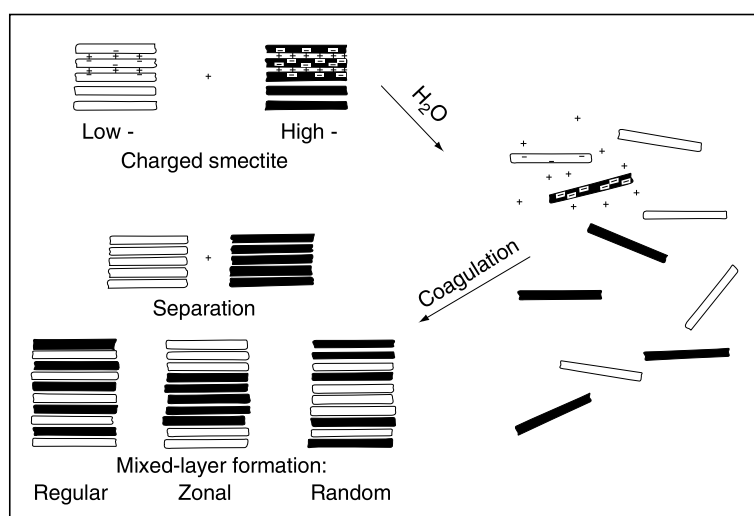 Low -
High -
Charged smectite
H₂O
Coagulation
Separation
Mixed-layer formation:
Regular
Zonal
Random